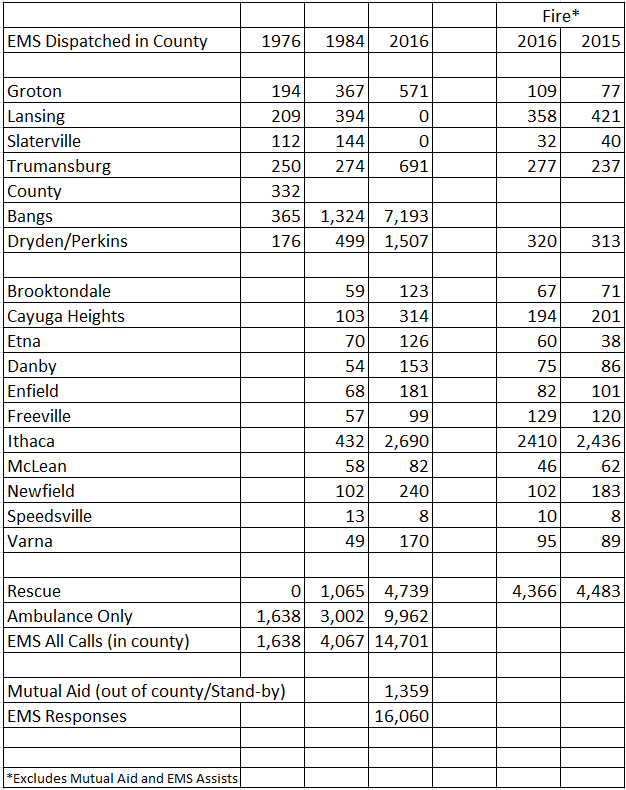 Fire*
EMS Dispatched in County 1976 1984 2016 2016 2015
Groton 194 367 571 109 77
Lansing 209 394 0 358 421
Slaterville 112 144 0 32 40
Trumansburg 250 274 691 277 237
County 332
Bangs 365 1,324 7,193
Dryden/Perkins 176 499 1,507 320 313
Brooktondale 59 123 67 71
Cayuga Heights 103 314 194 201
Etna 70 126 60 38
Danby 54 153 75 86
Enfield 68 181 82 101
Freeville 57 99 129 120
Ithaca 432 2,690 2410 2,436
McLean 58 82 46 62
Newfield 102 240 102 183
Speedsville 13 8 10 8
Varna 49 170 95 89
Rescue 0 1,065 4,739 4,366 4,483
Ambulance Only 1,638 3,002 9,962
EMS All Calls (in county) 1,638 4,067 14,701
Mutual Aid (out of county/Stand-by) 1,359
EMS Responses 16,060
*Excludes Mutual Aid and EMS Assists